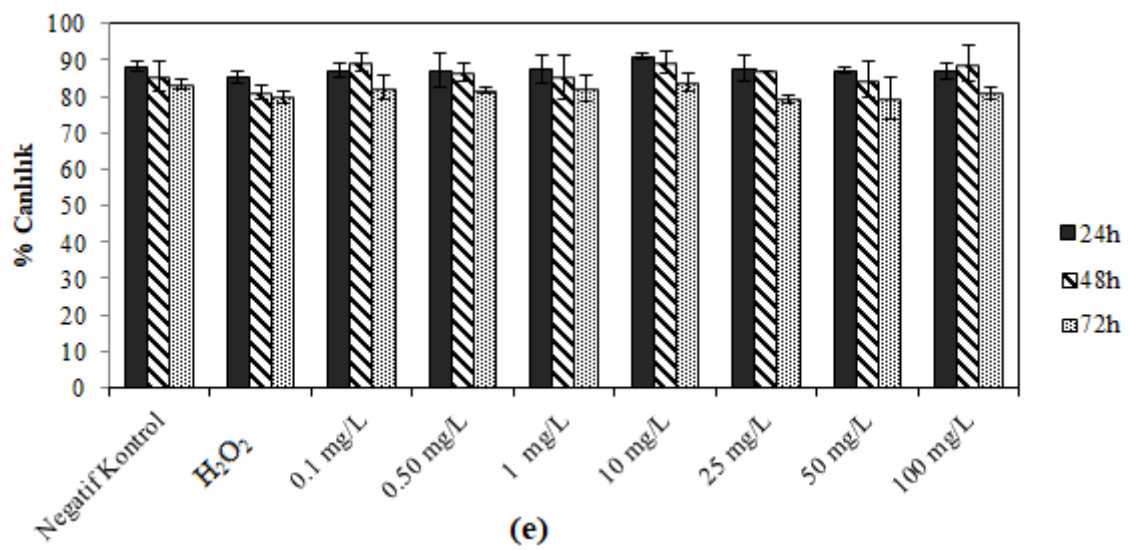 100
90
80
70
60
50
40
30
20
10
0
% Canlılık
Negatif Kontrol
H₂O₂
0.1 mg/L
0.50 mg/L
1 mg/L
10 mg/L
25 mg/L
50 mg/L
100 mg/L
24h
48h
72h
(e)